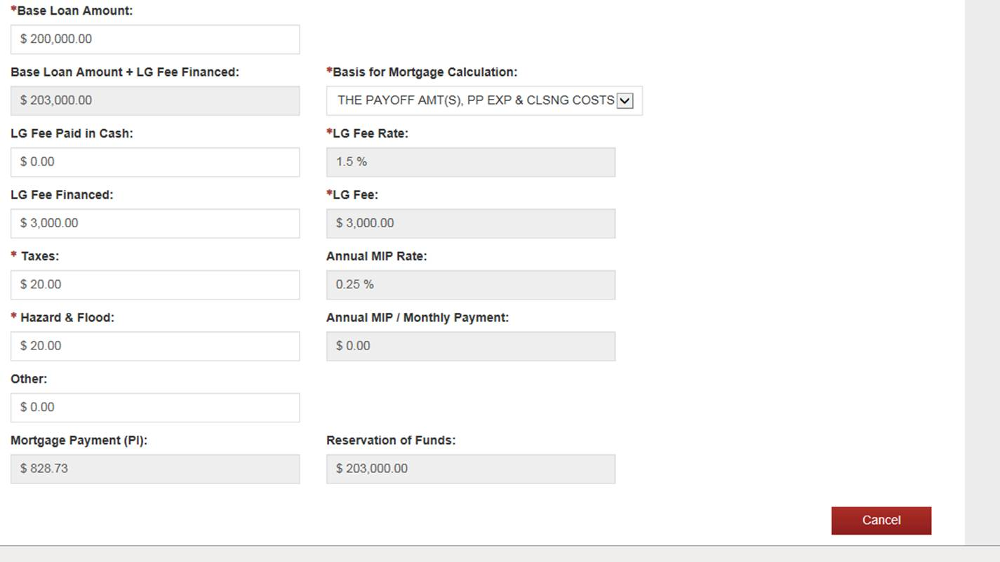 *Base Loan Amount:
$ 200,000.00
Base Loan Amount + LG Fee Financed:
*Basis for Mortgage Calculation:
$ 203,000.00
THE PAYOFF AMT(S), PP EXP & CLSNG COSTS
LG Fee Paid in Cash:
*LG Fee Rate:
$ 0.00
1.5 %
LG Fee Financed:
*LG Fee:
$ 3,000.00
$ 3,000.00
* Taxes:
Annual MIP Rate:
$ 20.00
0.25 %
* Hazard & Flood:
Annual MIP / Monthly Payment:
$ 20.00
$ 0.00
Other:
$ 0.00
Mortgage Payment (PI):
Reservation of Funds:
$ 828.73
$ 203,000.00
Cancel